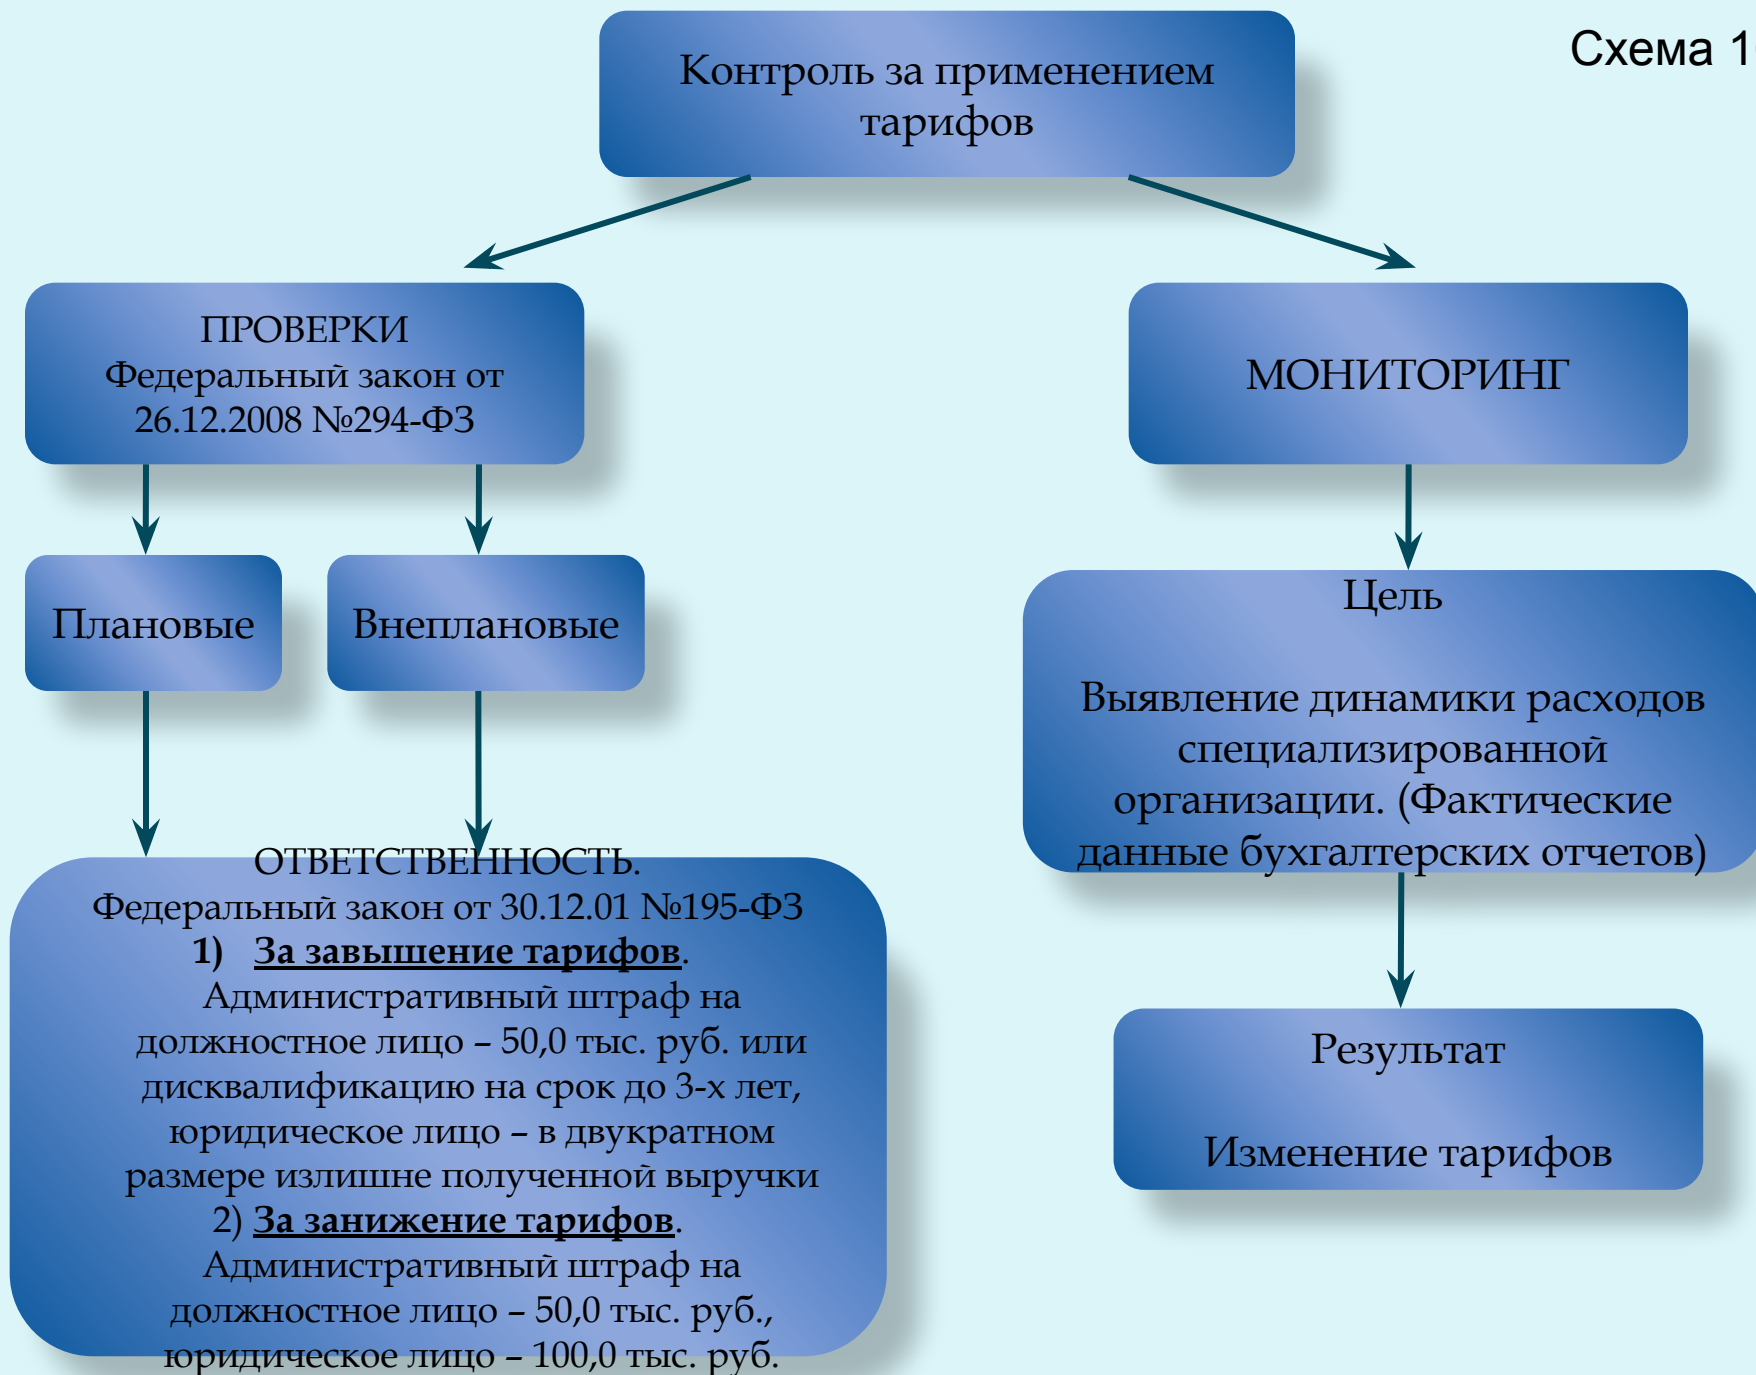 Схема 1
Контроль за применением
тарифов
ПРОВЕРКИ
Федеральный закон от
26.12.2008 №294-ФЗ
МОНИТОРИНГ
Плановые
Внеплановые
Цель
Выявление динамики расходов
специализированной
организации. (Фактические
данные бухгалтерских отчетов)
ОТВЕТСТВЕННОСТЬ.
Федеральный закон от 30.12.01 №195-ФЗ
1) За завышение тарифов.
Административный штраф на
должностное лицо – 50,0 тыс. руб. или
дисквалификацию на срок до 3-х лет,
юридическое лицо – в двукратном
размере излишне полученной выручки
2) За занижение тарифов.
Административный штраф на
должностное лицо – 50,0 тыс. руб.,
юридическое лицо – 100,0 тыс. руб.
Результат
Изменение тарифов